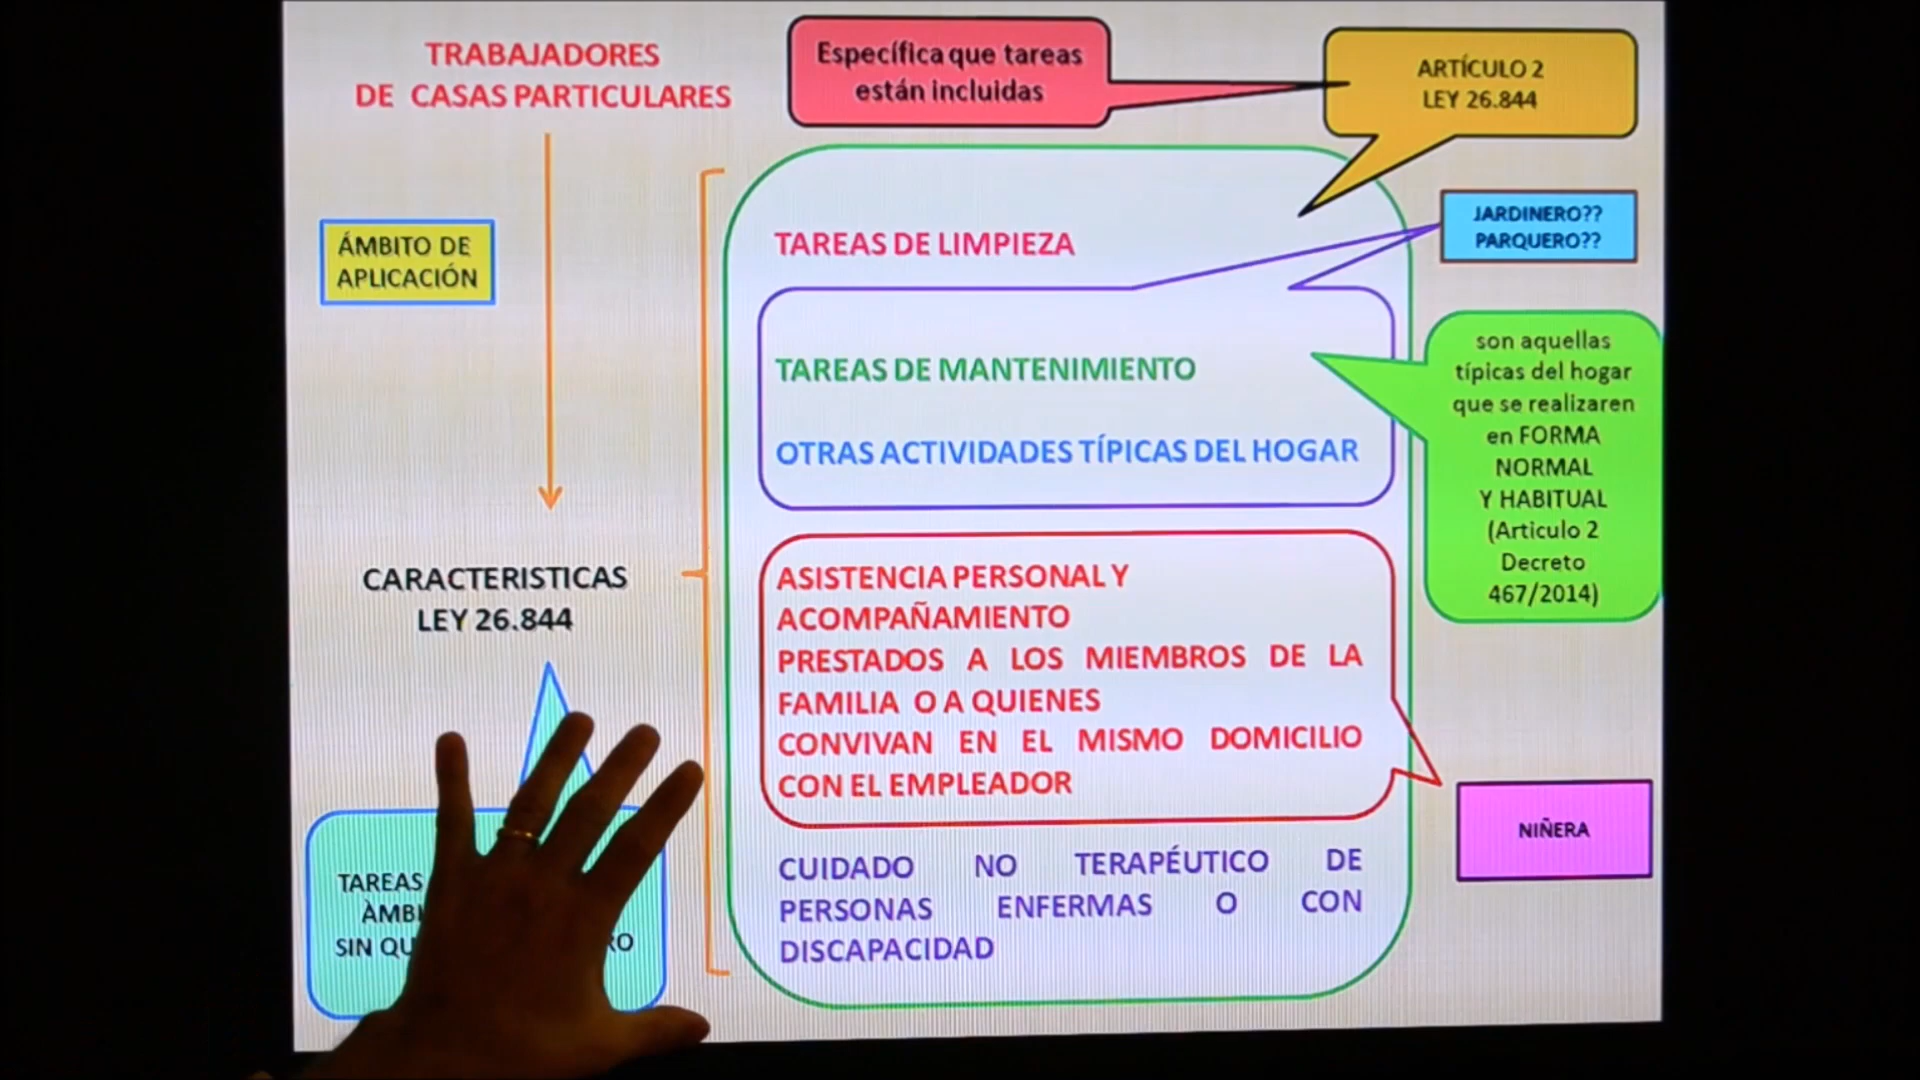 TRABAJADORES
DE CASAS PARTICULARES
Específica que tareas
están incluidas
ARTÍCULO 2
LEY 26.844
ÁMBITO DE
APLICACIÓN
TAREAS DE LIMPIEZA
JARDINERO??
PARQUERO??
TAREAS DE MANTENIMIENTO
OTRAS ACTIVIDADES TÍPICAS DEL HOGAR
son aquellas
típicas del hogar
que se realizaren
en FORMA
NORMAL
Y HABITUAL
(Articulo 2
Decreto
467/2014)
CARACTERISTICAS
LEY 26.844
ASISTENCIA PERSONAL Y
ACOMPAÑAMIENTO
PRESTADOS A LOS MIEMBROS DE LA
FAMILIA O A QUIENES
CONVIVAN EN EL MISMO DOMICILIO
CON EL EMPLEADOR
NIÑERA
CUIDADO NO TERAPÉUTICO DE
PERSONAS ENFERMAS O CON
DISCAPACIDAD
TAREAS
SIN